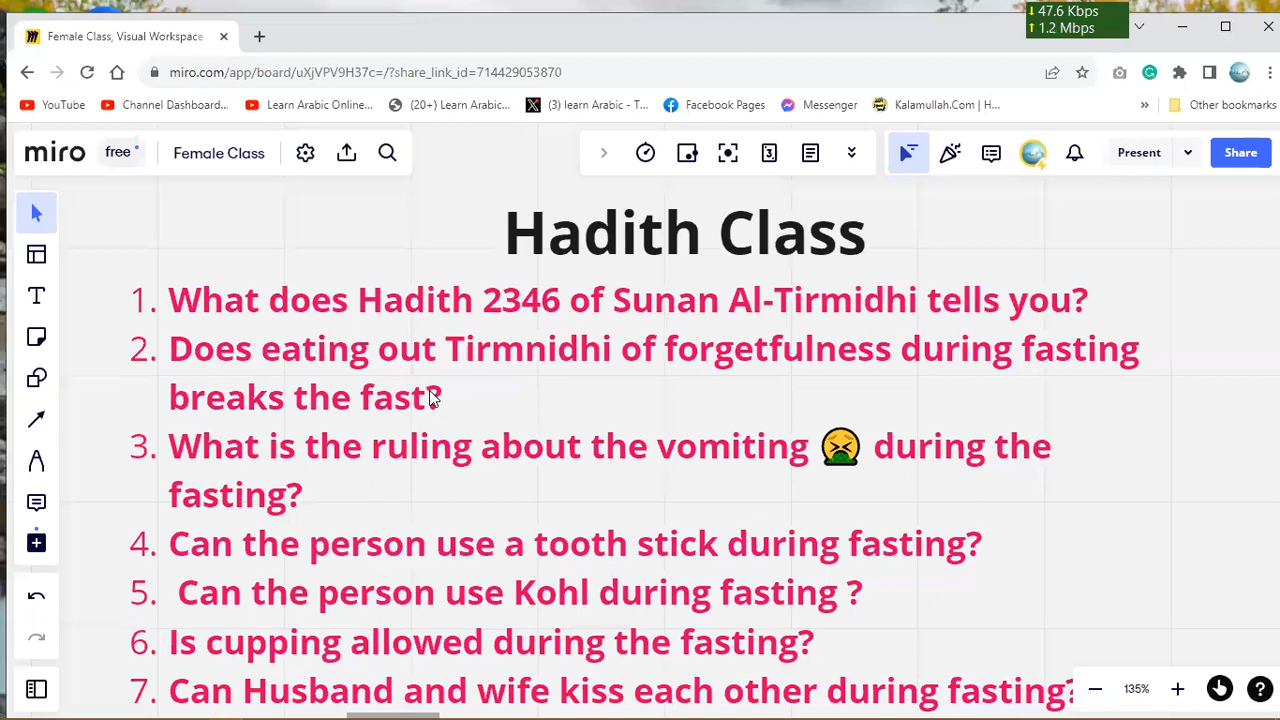 47.6 Kbps
1.2 Mbps
Female Class, Visual Workspace
miro.com/app/board/uXjVPV9H37c=/?share_link_id=714429053870
YouTube
Channel Dashboard...
Learn Arabic Online...
(20+) Learn Arabic...
(3) learn Arabic - T...
Facebook Pages
Messenger
Kalamullah.Com | H...
Other bookmarks
miro
free
Female Class
Present
Share
Hadith Class
1. What does Hadith 2346 of Sunan Al-Tirmidhi tells you?
2. Does eating out Tirmnidhi of forgetfulness during fasting
breaks the fast?
3. What is the ruling about the vomiting 🤮 during the
fasting?
4. Can the person use a tooth stick during fasting?
5. Can the person use Kohl during fasting ?
6. Is cupping allowed during the fasting?
7. Can Husband and wife kiss each other during fasting?
135%